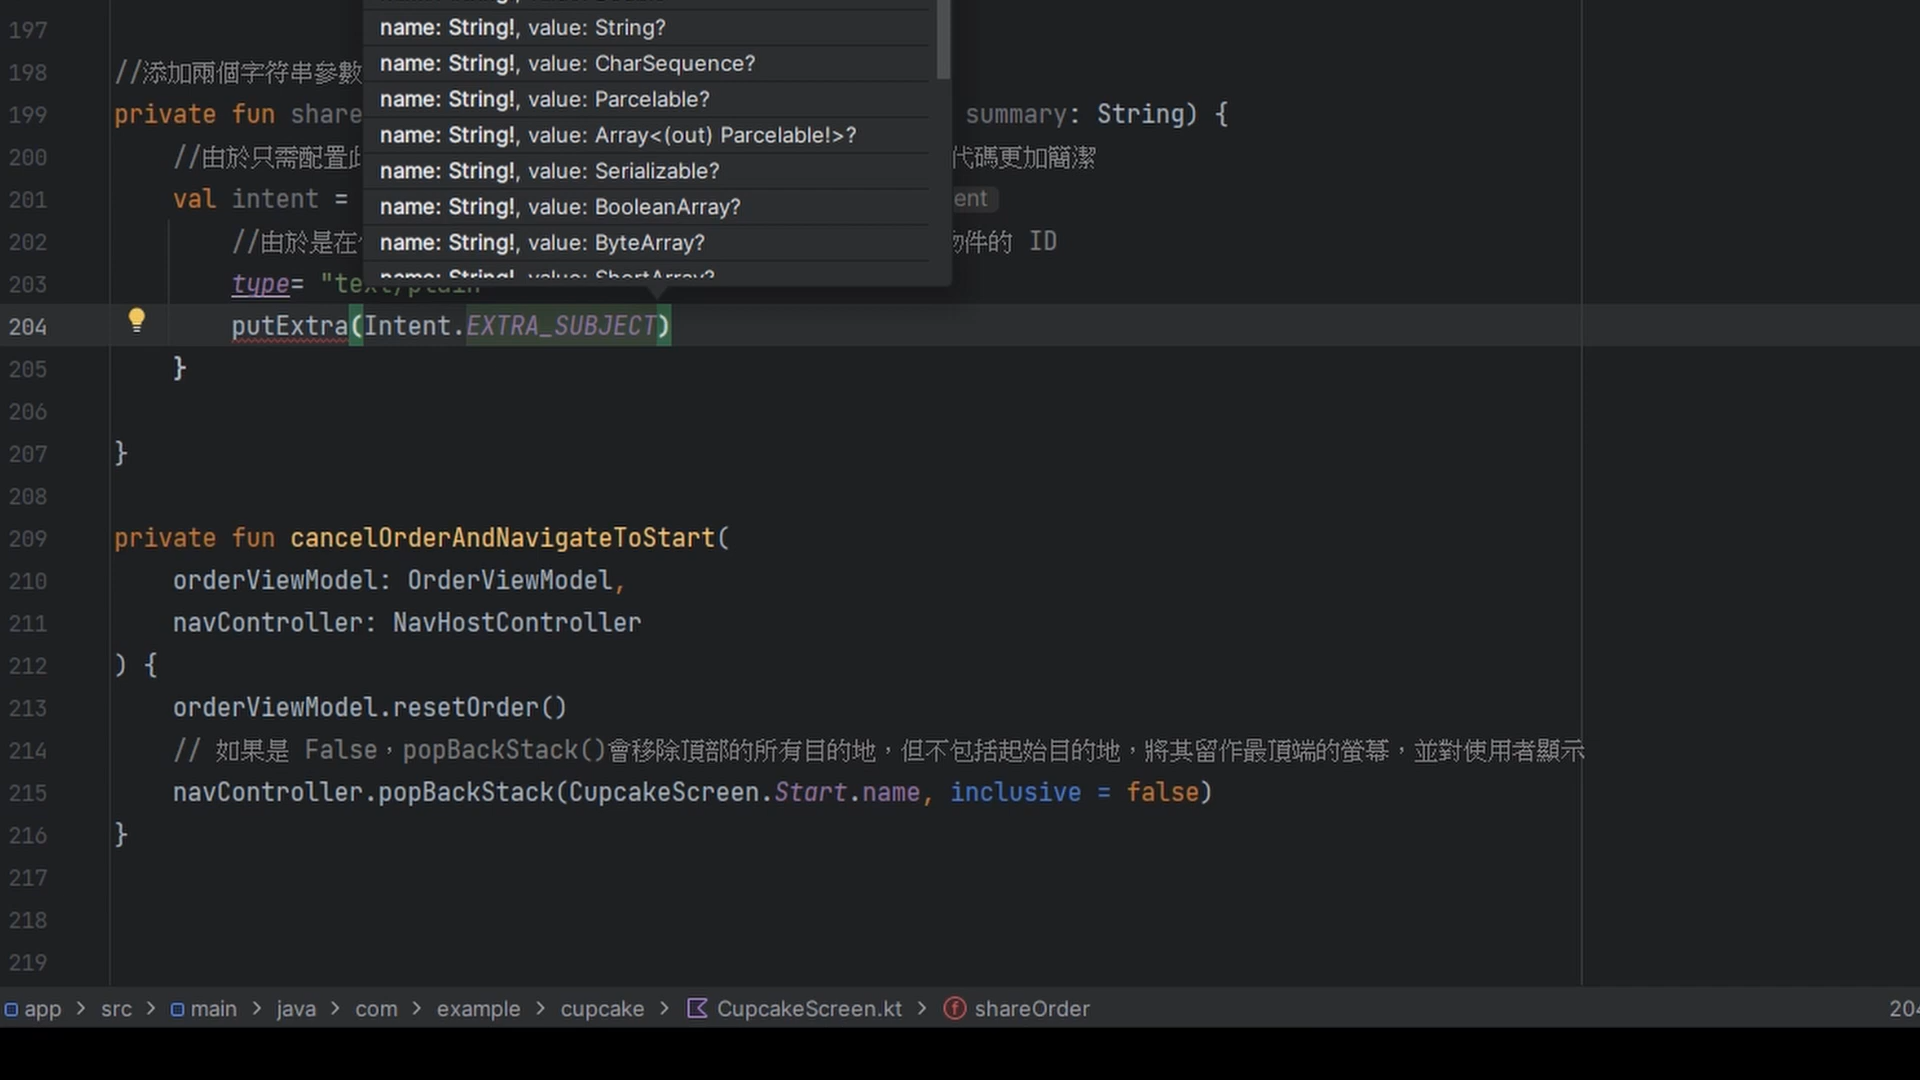 197
name: String!, value: String?
198 //添加兩個字符串參數
name: String!, value: CharSequence?
name: String!, value: Parcelable?
199 private fun share summary: String) {
name: String!, value: Array<(out) Parcelable!>?
200 //由於只需配置 代碼更加簡潔
name: String!, value: Serializable?
201 val intent = ent
name: String!, value: BooleanArray?
202 //由於是在 物件的 ID
name: String!, value: ByteArray?
name: String!, value: ShortArray?
203 type= "text/plain"
204 putExtra(Intent.EXTRA_SUBJECT)
205 }
206
207 }
208
209 private fun cancelOrderAndNavigateToStart(
210 orderViewModel: OrderViewModel,
211 navController: NavHostController
212 ) {
213 orderViewModel.resetOrder()
214 // 如果是 False，popBackStack()會移除頂部的所有目的地，但不包括起始目的地，將其留作最頂端的螢幕，並對使用者顯示
215 navController.popBackStack(CupcakeScreen.Start.name, inclusive = false)
216 }
217
218
219
app > src > main > java > com > example > cupcake > CupcakeScreen.kt > shareOrder 204